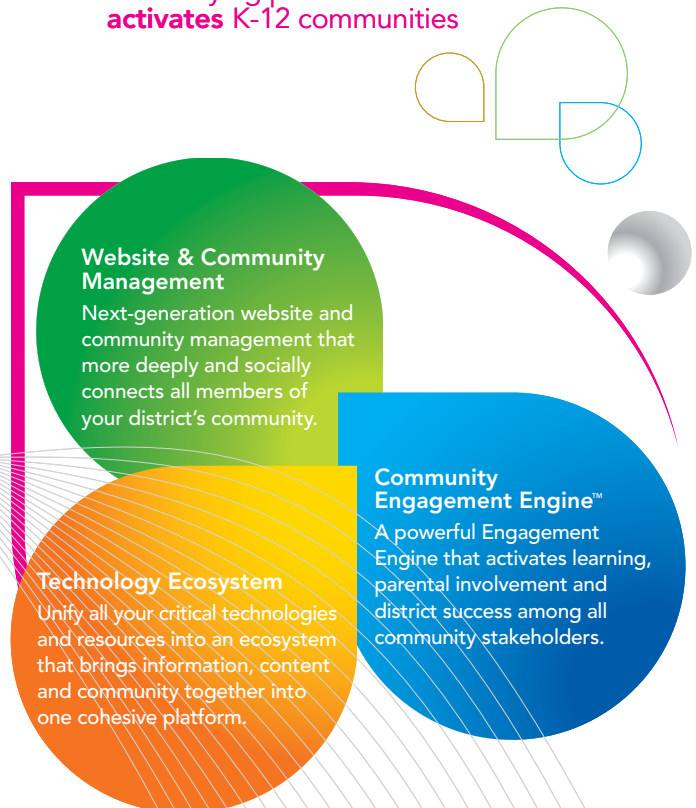 activates K-12 communities
Website & Community
Management
Next-generation website and
community management that
more deeply and socially
connects all members of
your district’s community.
Community
Engagement Engine™
A powerful Engagement
Engine that activates learning,
parental involvement and
district success among all
community stakeholders.
Technology Ecosystem
Unify all your critical technologies
and resources into an ecosystem
that brings information, content
and community together into
one cohesive platform.